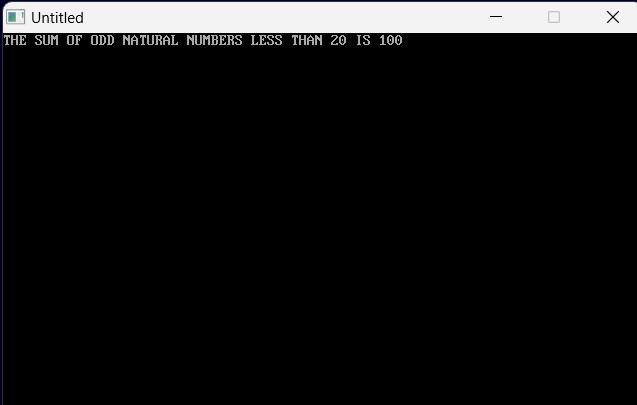 Untitled
THE SUM OF ODD NATURAL NUMBERS LESS THAN 20 IS 100